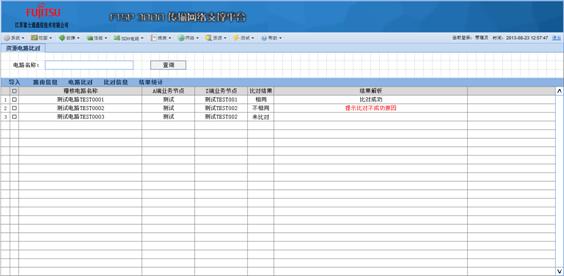 FUJITSU
江苏富士通通信技术有限公司
FTSP 3000 传输网络支撑平台
系统 视图 故障 性能 SDH电路 资源 网络 资源 测试 帮助
当前登录: 管理员 时间: 2013-08-23 12:57:47 退出
资源电路比对
电路名称: 查询
导入 路由信息 电路比对 比对信息 结果统计
稽核电路名称 A端业务节点 Z端业务节点 比对结果 结果解析
1 测试电路TEST0001 测试 测试TEST001 相同 比对成功
2 测试电路TEST0002 测试 测试TEST002 不相同 提示比对不成功原因
3 测试电路TEST0003 测试 测试TEST002 未比对